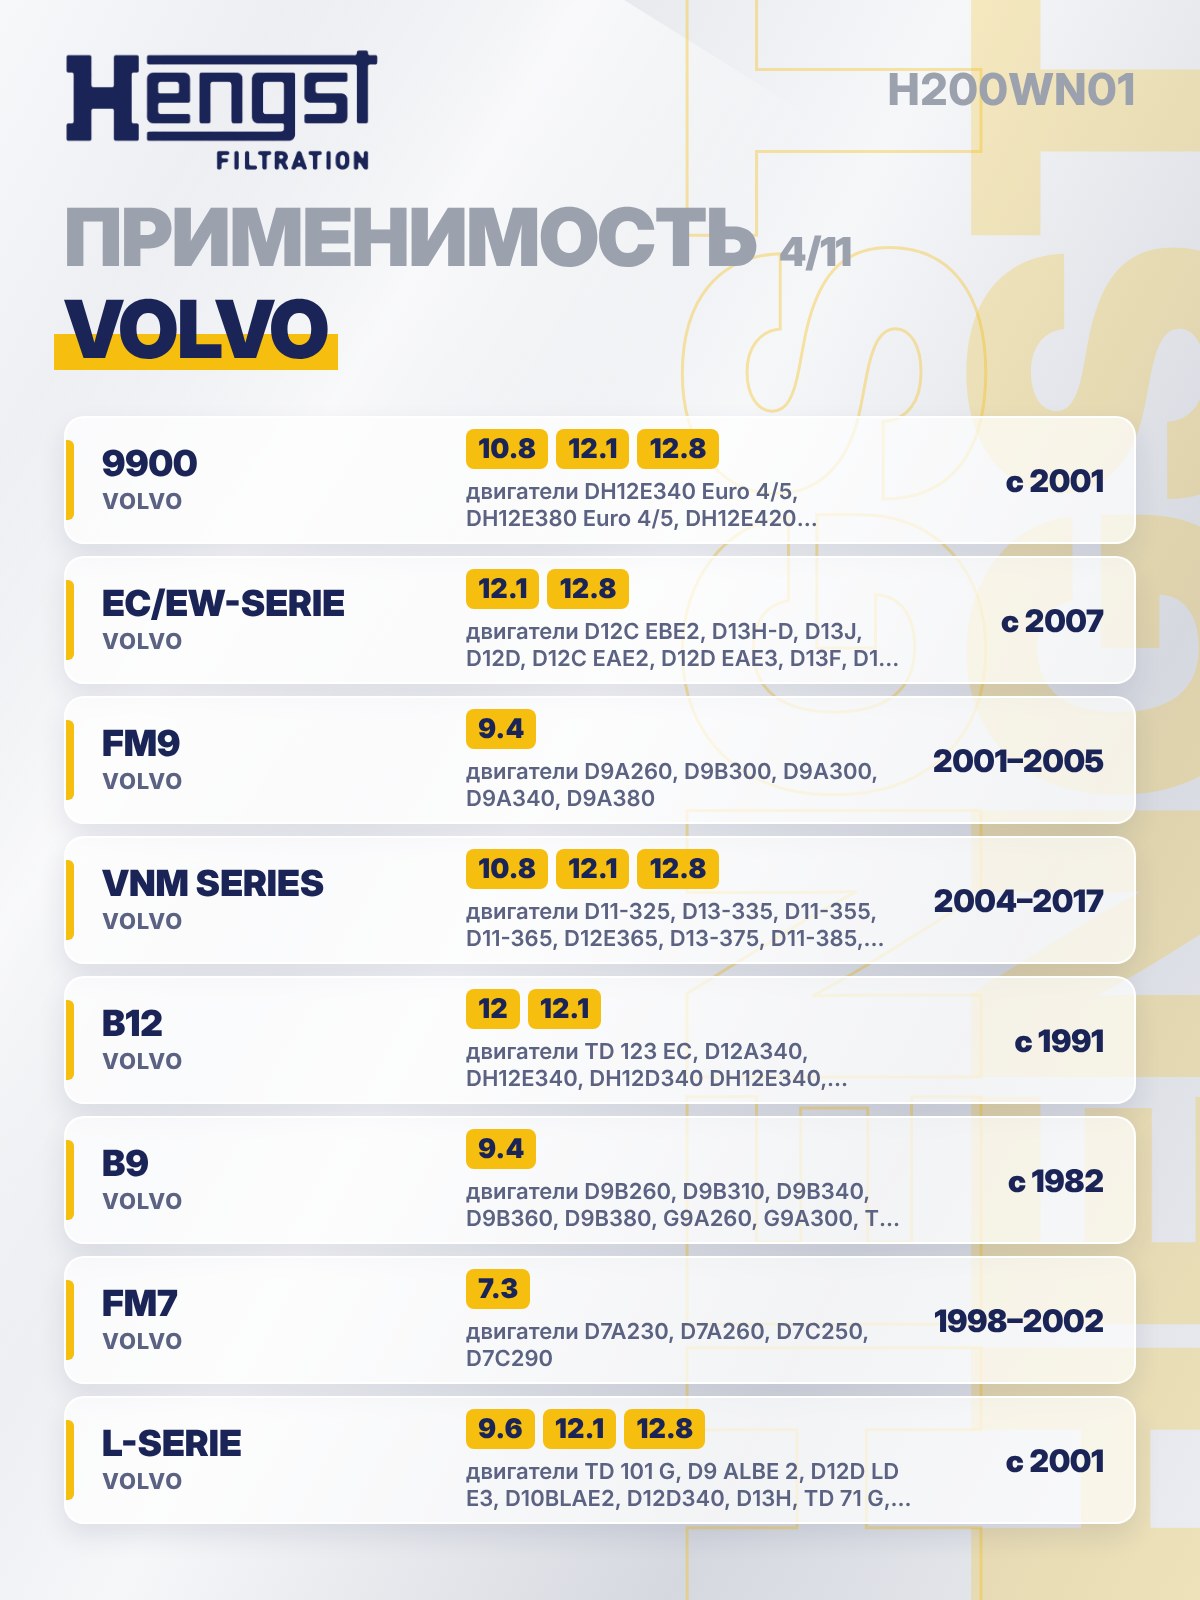 Hengst
FILTRATION
H200WN01
ПРИМЕНИМОСТЬ 4/11
VOLVO
9900
VOLVO
10.8 12.1 12.8
двигатели DH12E340 Euro 4/5,
DH12E380 Euro 4/5, DH12E420...
с 2001
EC/EW-SERIE
VOLVO
12.1 12.8
двигатели D12C EBE2, D13H-D, D13J,
D12D, D12C EAE2, D12D EAE3, D13F, D1...
с 2007
FM9
VOLVO
9.4
двигатели D9A260, D9B300, D9A300,
D9A340, D9A380
2001–2005
VNM SERIES
VOLVO
10.8 12.1 12.8
двигатели D11-325, D13-335, D11-355,
D11-365, D12E365, D13-375, D11-385,...
2004–2017
B12
VOLVO
12 12.1
двигатели TD 123 EC, D12A340,
DH12E340, DH12D340 DH12E340,...
с 1991
B9
VOLVO
9.4
двигатели D9B260, D9B310, D9B340,
D9B360, D9B380, G9A260, G9A300, T...
с 1982
FM7
VOLVO
7.3
двигатели D7A230, D7A260, D7C250,
D7C290
1998–2002
L-SERIE
VOLVO
9.6 12.1 12.8
двигатели TD 101 G, D9 ALBE 2, D12D LD
E3, D10BLAE2, D12D340, D13H, TD 71 G,...
с 2001